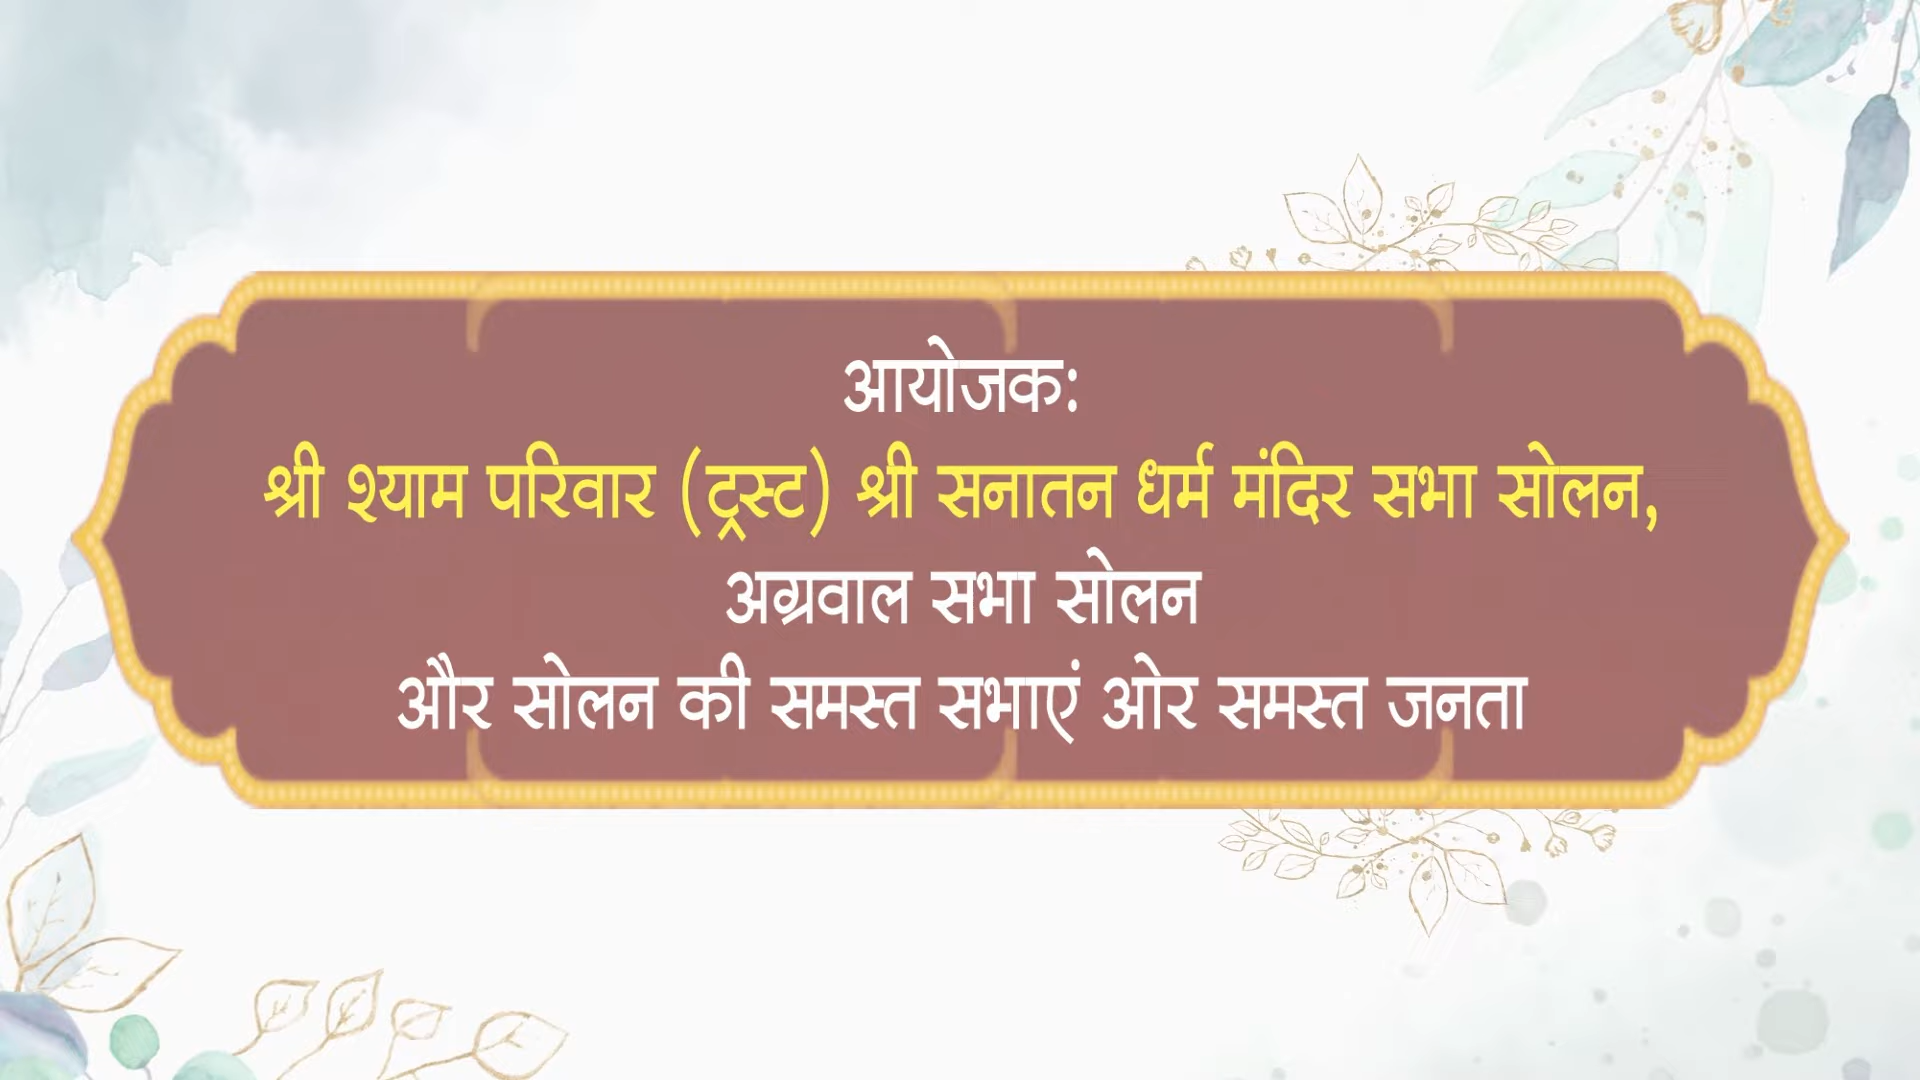 आयोजक:
श्री श्याम परिवार (ट्रस्ट) श्री सनातन धर्म मंदिर सभा सोलन,
अग्रवाल सभा सोलन
और सोलन की समस्त सभाएं ओर समस्त जनता